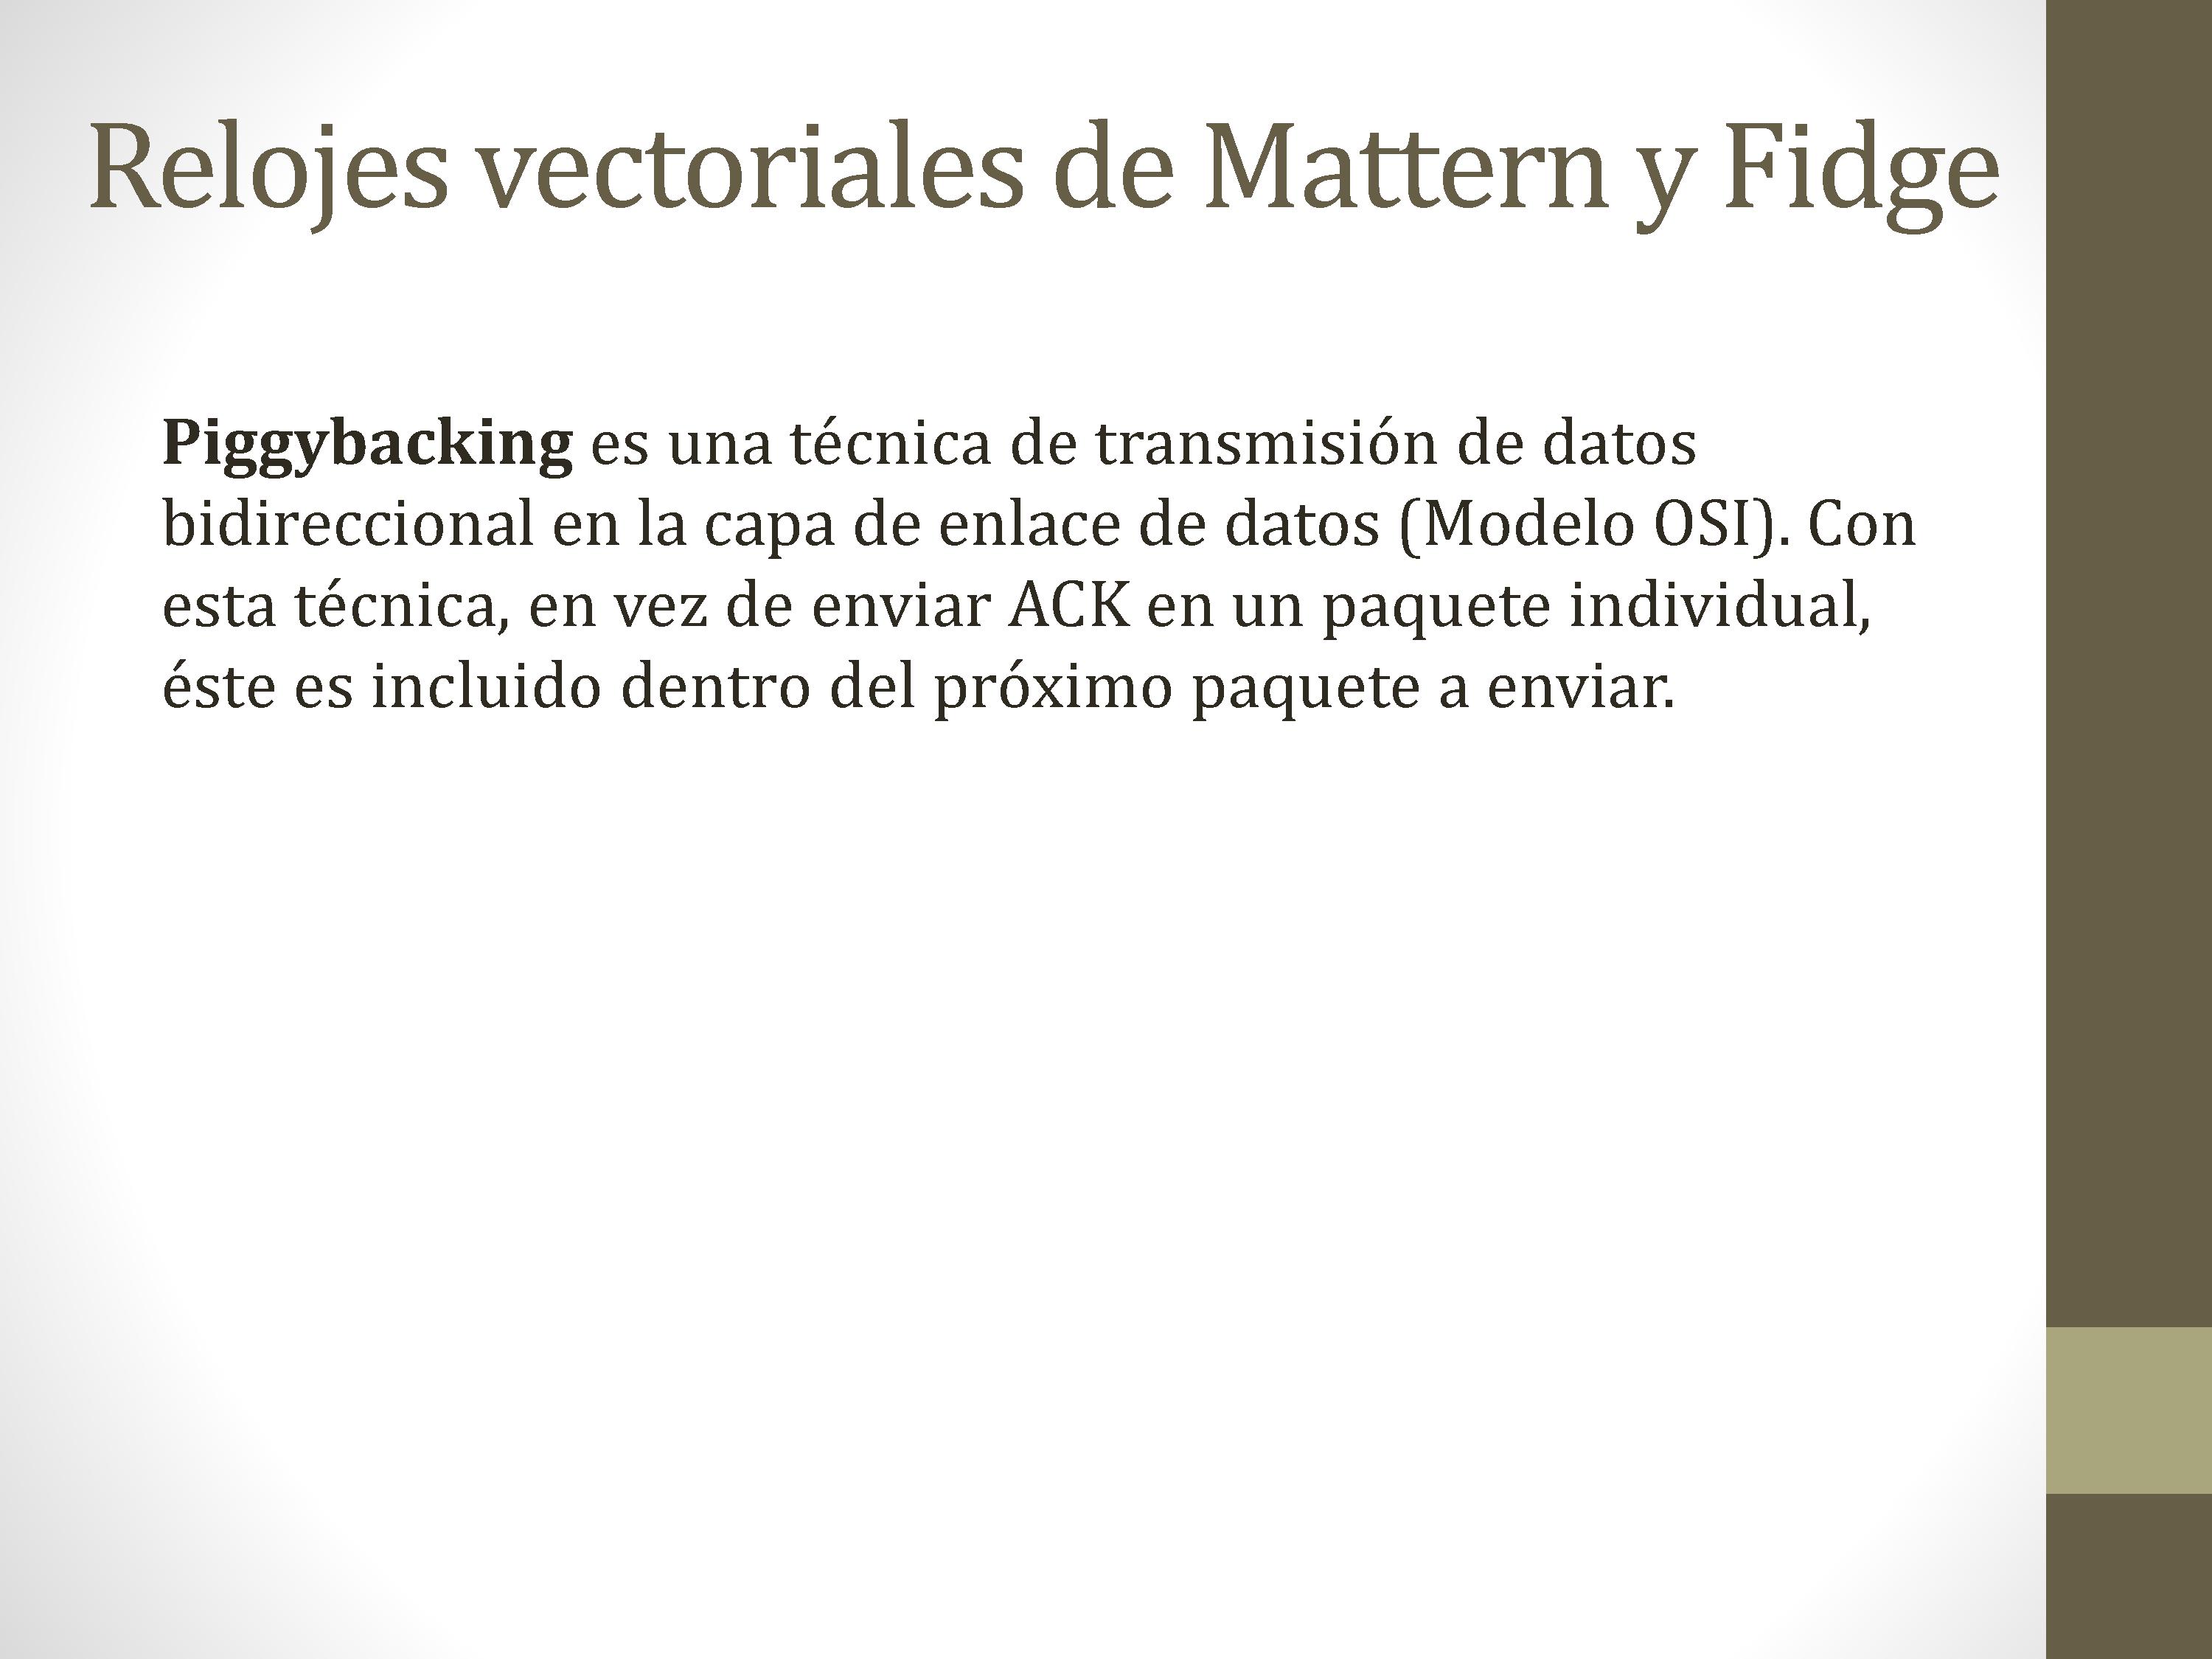 Relojes vectoriales de Mattern y Fidge
Piggybacking es una técnica de transmisión de datos
bidireccional en la capa de enlace de datos (Modelo OSI). Con
esta técnica, en vez de enviar ACK en un paquete individual,
éste es incluido dentro del próximo paquete a enviar.